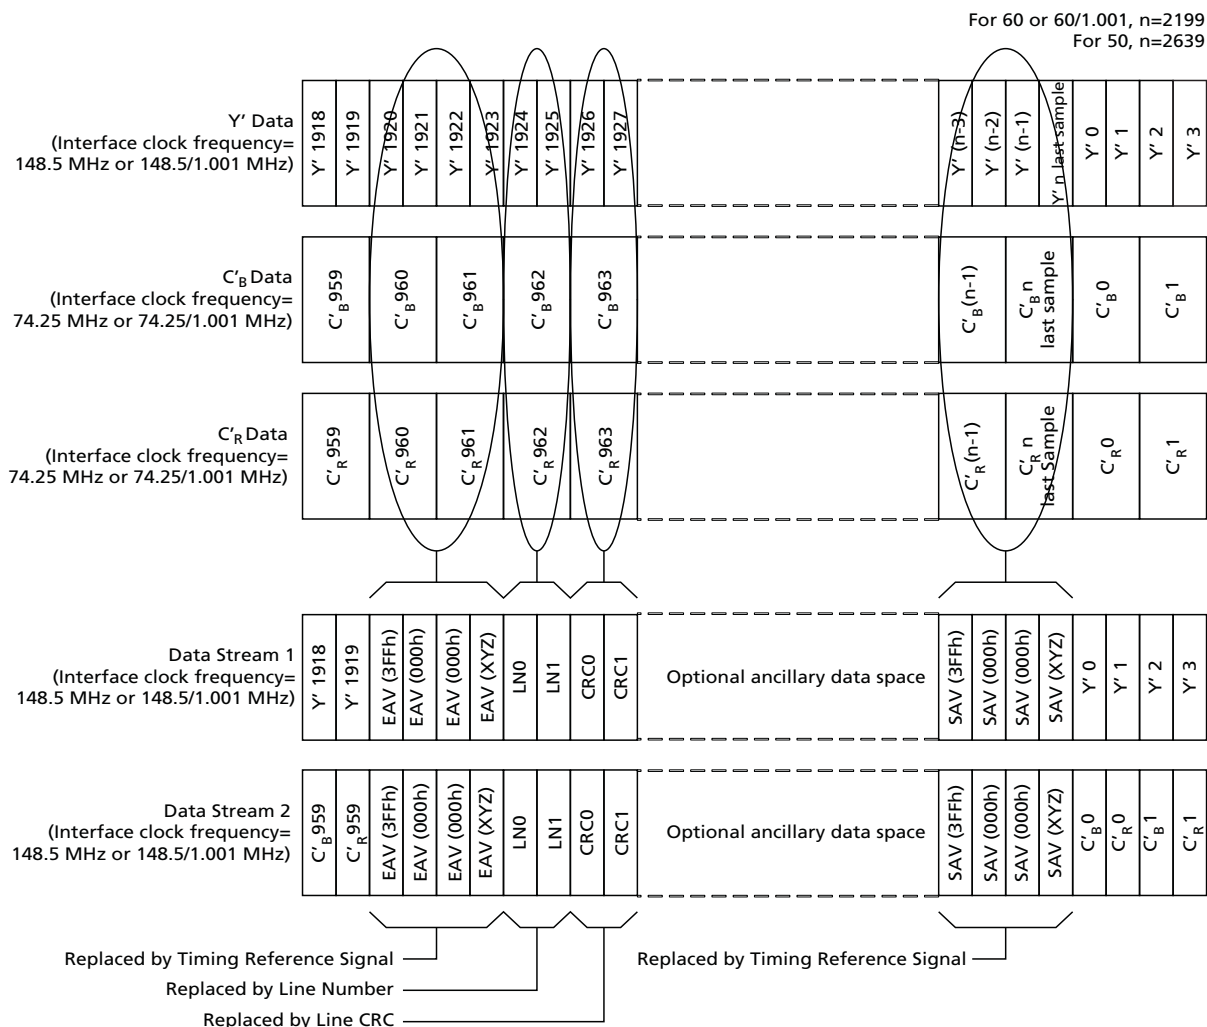 For 60 or 60/1.001, n=2199
For 50, n=2639
Y' Data
(Interface clock frequency=
148.5 MHz or 148.5/1.001 MHz)
Y' 1918
Y' 1919
Y' 1920
Y' 1921
Y' 1922
Y' 1923
Y' 1924
Y' 1925
Y' 1926
Y' 1927
Y' (n-3)
Y' (n-2)
Y' (n-1)
Y' n last sample
Y' 0
Y' 1
Y' 2
Y' 3
C'B Data
(Interface clock frequency=
74.25 MHz or 74.25/1.001 MHz)
C'B 959
C'B 960
C'B 961
C'B 962
C'B 963
C'B (n-1)
C'B n
last sample
C'B 0
C'B 1
C'R Data
(Interface clock frequency=
74.25 MHz or 74.25/1.001 MHz)
C'R 959
C'R 960
C'R 961
C'R 962
C'R 963
C'R (n-1)
C'R n
last Sample
C'R 0
C'R 1
Data Stream 1
(Interface clock frequency=
148.5 MHz or 148.5/1.001 MHz)
Y' 1918
Y' 1919
EAV (3FFh)
EAV (000h)
EAV (000h)
EAV (XYZ)
LN0
LN1
CRC0
CRC1
Optional ancillary data space
SAV (3FFh)
SAV (000h)
SAV (000h)
SAV (XYZ)
Y' 0
Y' 1
Y' 2
Y' 3
Data Stream 2
(Interface clock frequency=
148.5 MHz or 148.5/1.001 MHz)
C'B 959
C'R 959
EAV (3FFh)
EAV (000h)
EAV (000h)
EAV (XYZ)
LN0
LN1
CRC0
CRC1
Optional ancillary data space
SAV (3FFh)
SAV (000h)
SAV (000h)
SAV (XYZ)
C'B 0
C'R 0
C'B 1
C'R 1
Replaced by Timing Reference Signal
Replaced by Timing Reference Signal
Replaced by Line Number
Replaced by Line CRC